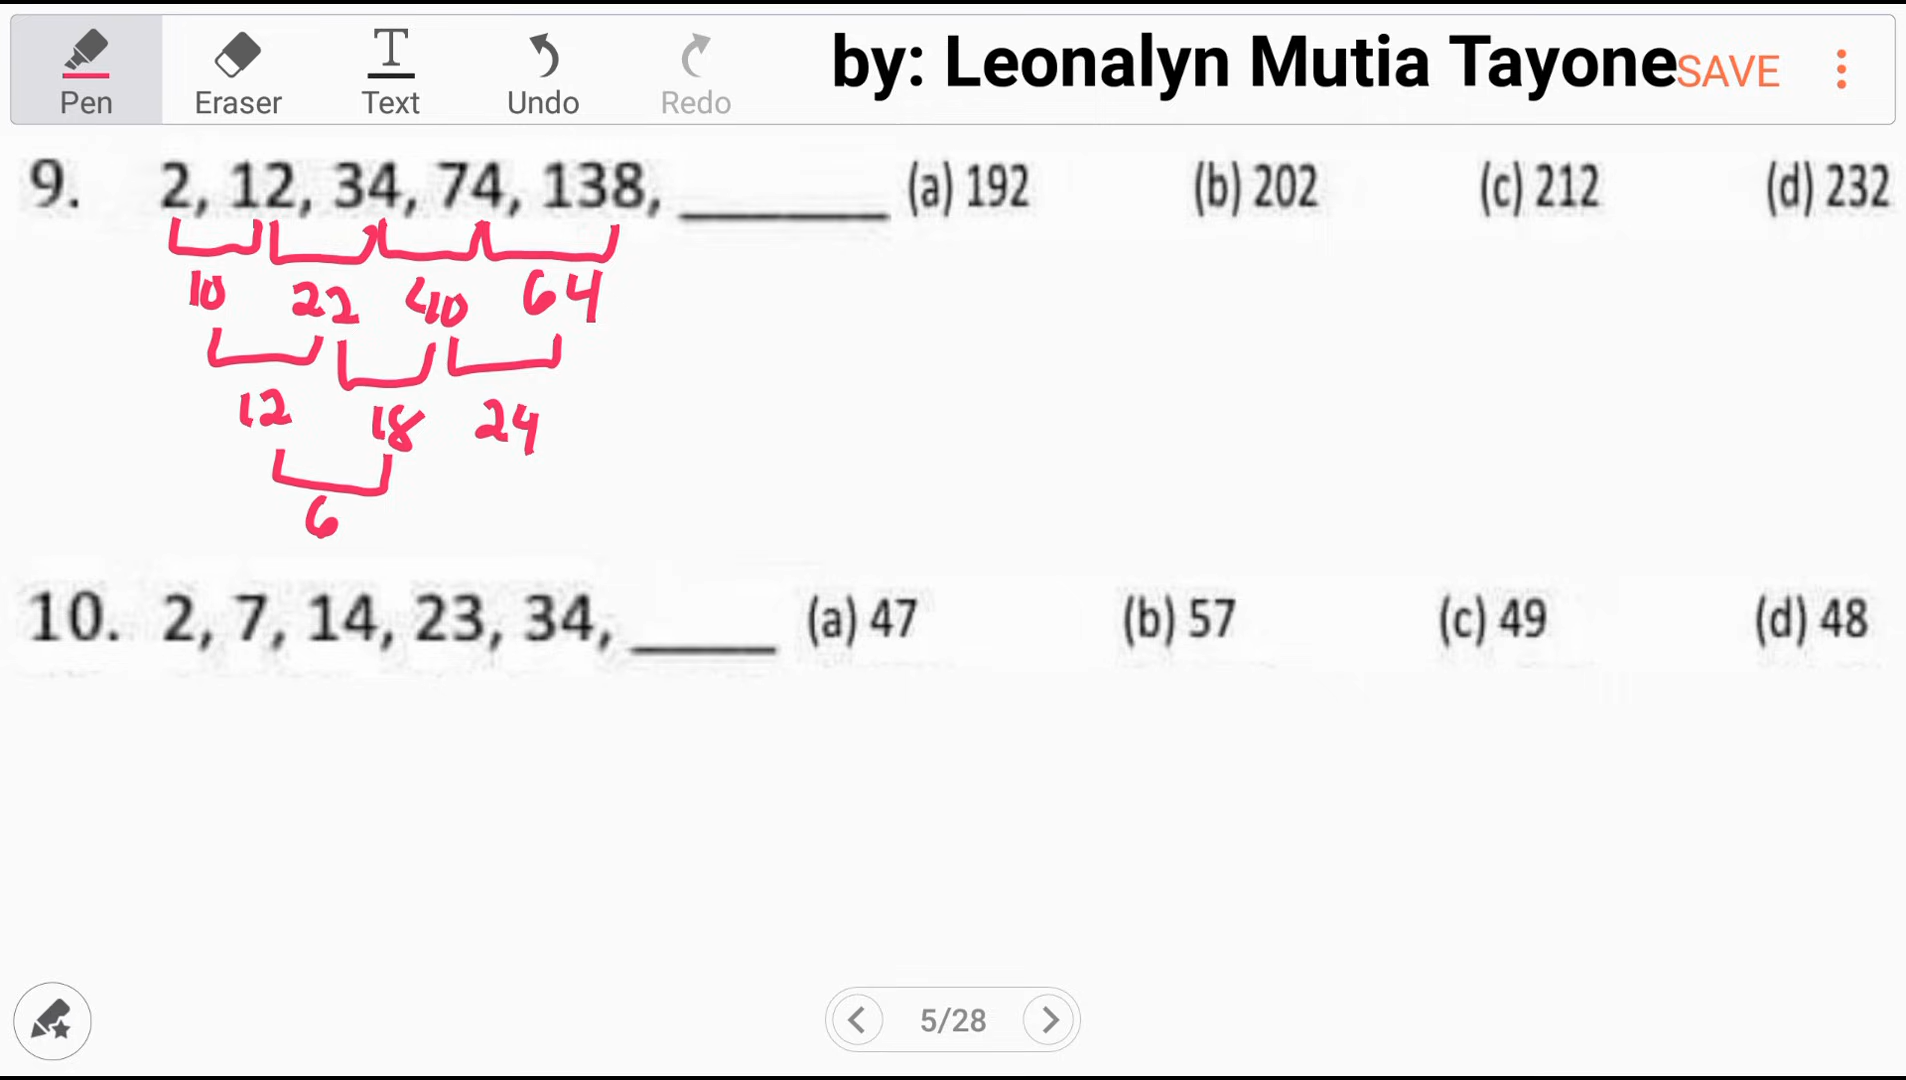 Pen Eraser Text Undo Redo by: Leonalyn Mutia Tayone SAVE
9. 2, 12, 34, 74, 138, ________ (a) 192 (b) 202 (c) 212 (d) 232
10 22 40 64
12 18 24
6
10. 2, 7, 14, 23, 34, _____ (a) 47 (b) 57 (c) 49 (d) 48
5/28